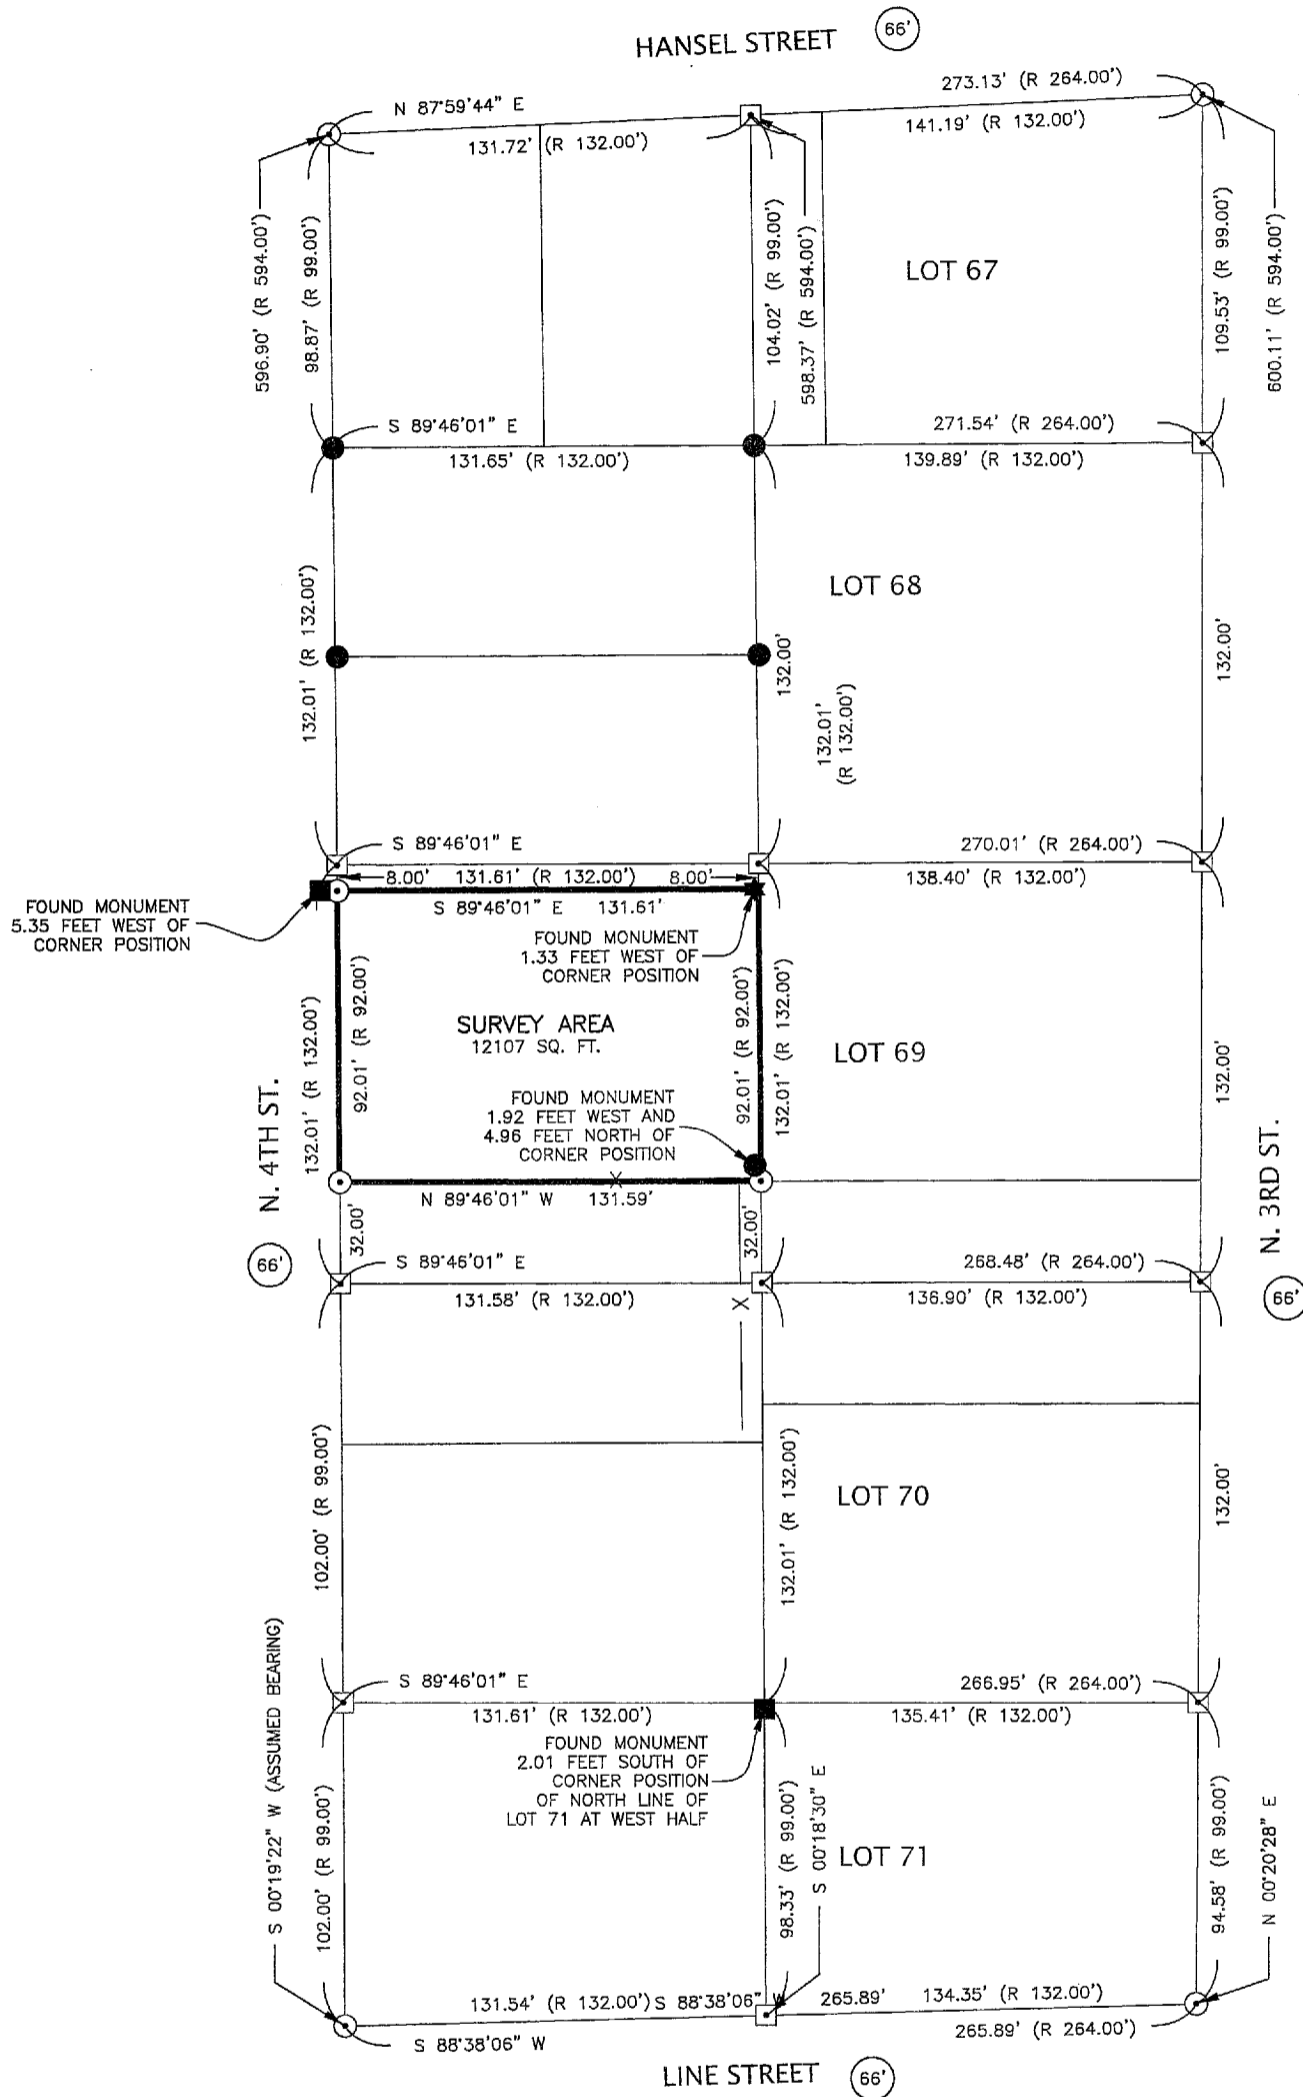 HANSEL STREET
66'
273.13' (R 264.00')
N 87°59'44" E
141.19' (R 132.00')
131.72' (R 132.00')
596.90' (R 594.00')
98.87' (R 99.00')
104.02' (R 99.00')
598.37' (R 594.00')
LOT 67
109.53' (R 99.00')
600.11' (R 594.00')
S 89°46'01" E
271.54' (R 264.00')
131.65' (R 132.00')
139.89' (R 132.00')
LOT 68
132.01' (R 132.00')
132.00'
132.01'
(R 132.00')
132.00'
S 89°46'01" E
270.01' (R 264.00')
8.00'
131.61' (R 132.00')
8.00'
138.40' (R 132.00')
S 89°46'01" E 131.61'
FOUND MONUMENT
5.35 FEET WEST OF
CORNER POSITION
FOUND MONUMENT
1.33 FEET WEST OF
CORNER POSITION
132.01' (R 132.00')
92.01' (R 92.00')
SURVEY AREA
12107 SQ. FT.
92.01' (R 92.00')
132.01' (R 132.00')
LOT 69
132.00'
FOUND MONUMENT
1.92 FEET WEST AND
4.96 FEET NORTH OF
CORNER POSITION
N. 4TH ST.
66'
N. 3RD ST.
66'
X
N 89°46'01" W 131.59'
32.00'
32.00'
S 89°46'01" E
268.48' (R 264.00')
131.58' (R 132.00')
136.90' (R 132.00')
X
102.00' (R 99.00')
132.01' (R 132.00')
LOT 70
132.00'
S 89°46'01" E
266.95' (R 264.00')
131.61' (R 132.00')
135.41' (R 132.00')
FOUND MONUMENT
2.01 FEET SOUTH OF
CORNER POSITION
OF NORTH LINE OF
LOT 71 AT WEST HALF
S 00°19'22" W (ASSUMED BEARING)
102.00' (R 99.00')
98.33' (R 99.00')
S 00°18'30" E
LOT 71
94.58' (R 99.00')
N 00°20'28" E
131.54' (R 132.00') S 88°38'06" W 265.89' 134.35' (R 132.00')
S 88°38'06" W
265.89' (R 264.00')
LINE STREET
66'